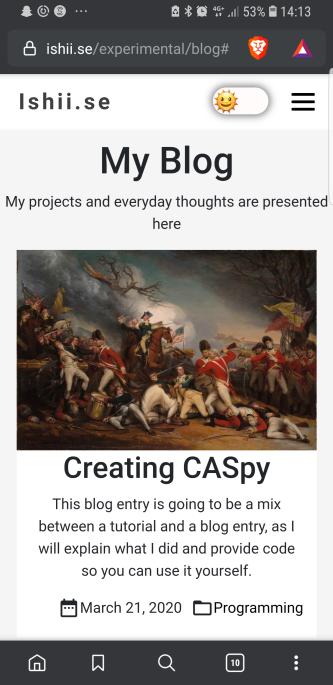 4G+ 53% 14:13
ishii.se/experimental/blog#
Ishii.se
My Blog
My projects and everyday thoughts are presented
here
Creating CASpy
This blog entry is going to be a mix
between a tutorial and a blog entry, as I
will explain what I did and provide code
so you can use it yourself.
March 21, 2020 Programming
10